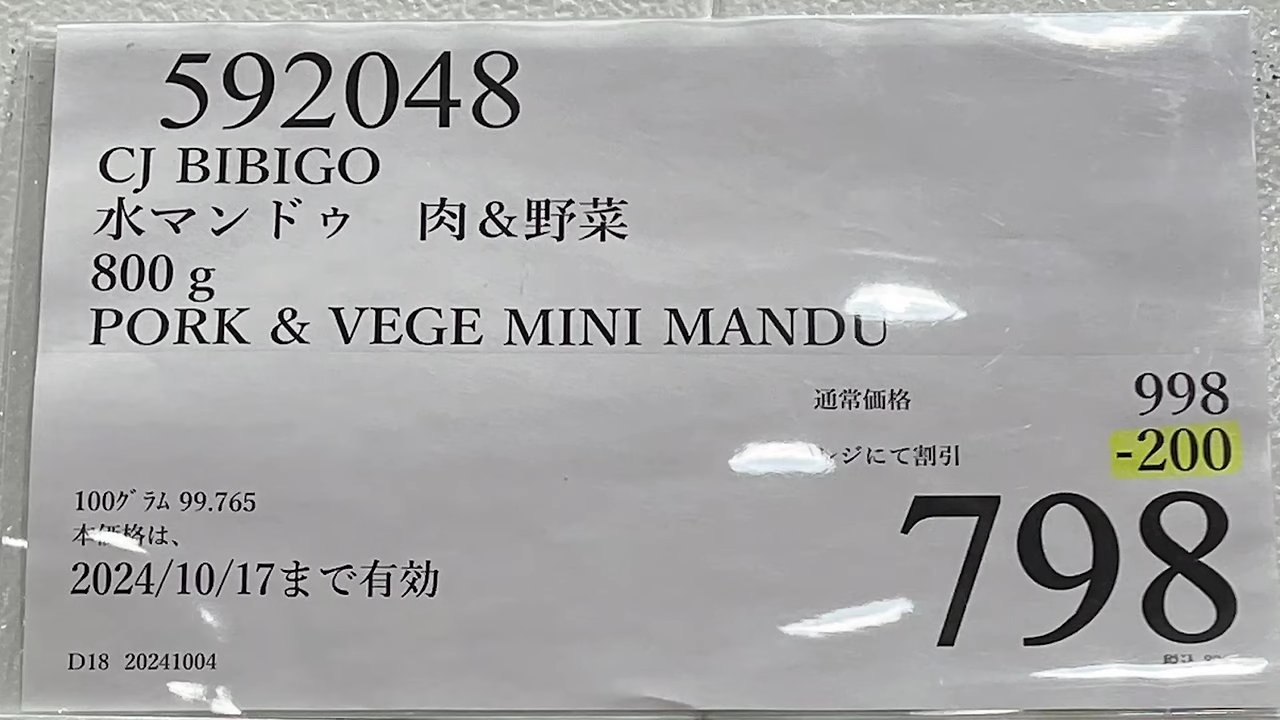 592048
CJ BIBIGO
水マンドゥ　肉&野菜
800 g
PORK & VEGE MINI MANDU
通常価格 998
ジにて割引 -200
798
100ｸﾞﾗﾑ 99.765
本価格は、
2024/10/17まで有効
D18 20241004